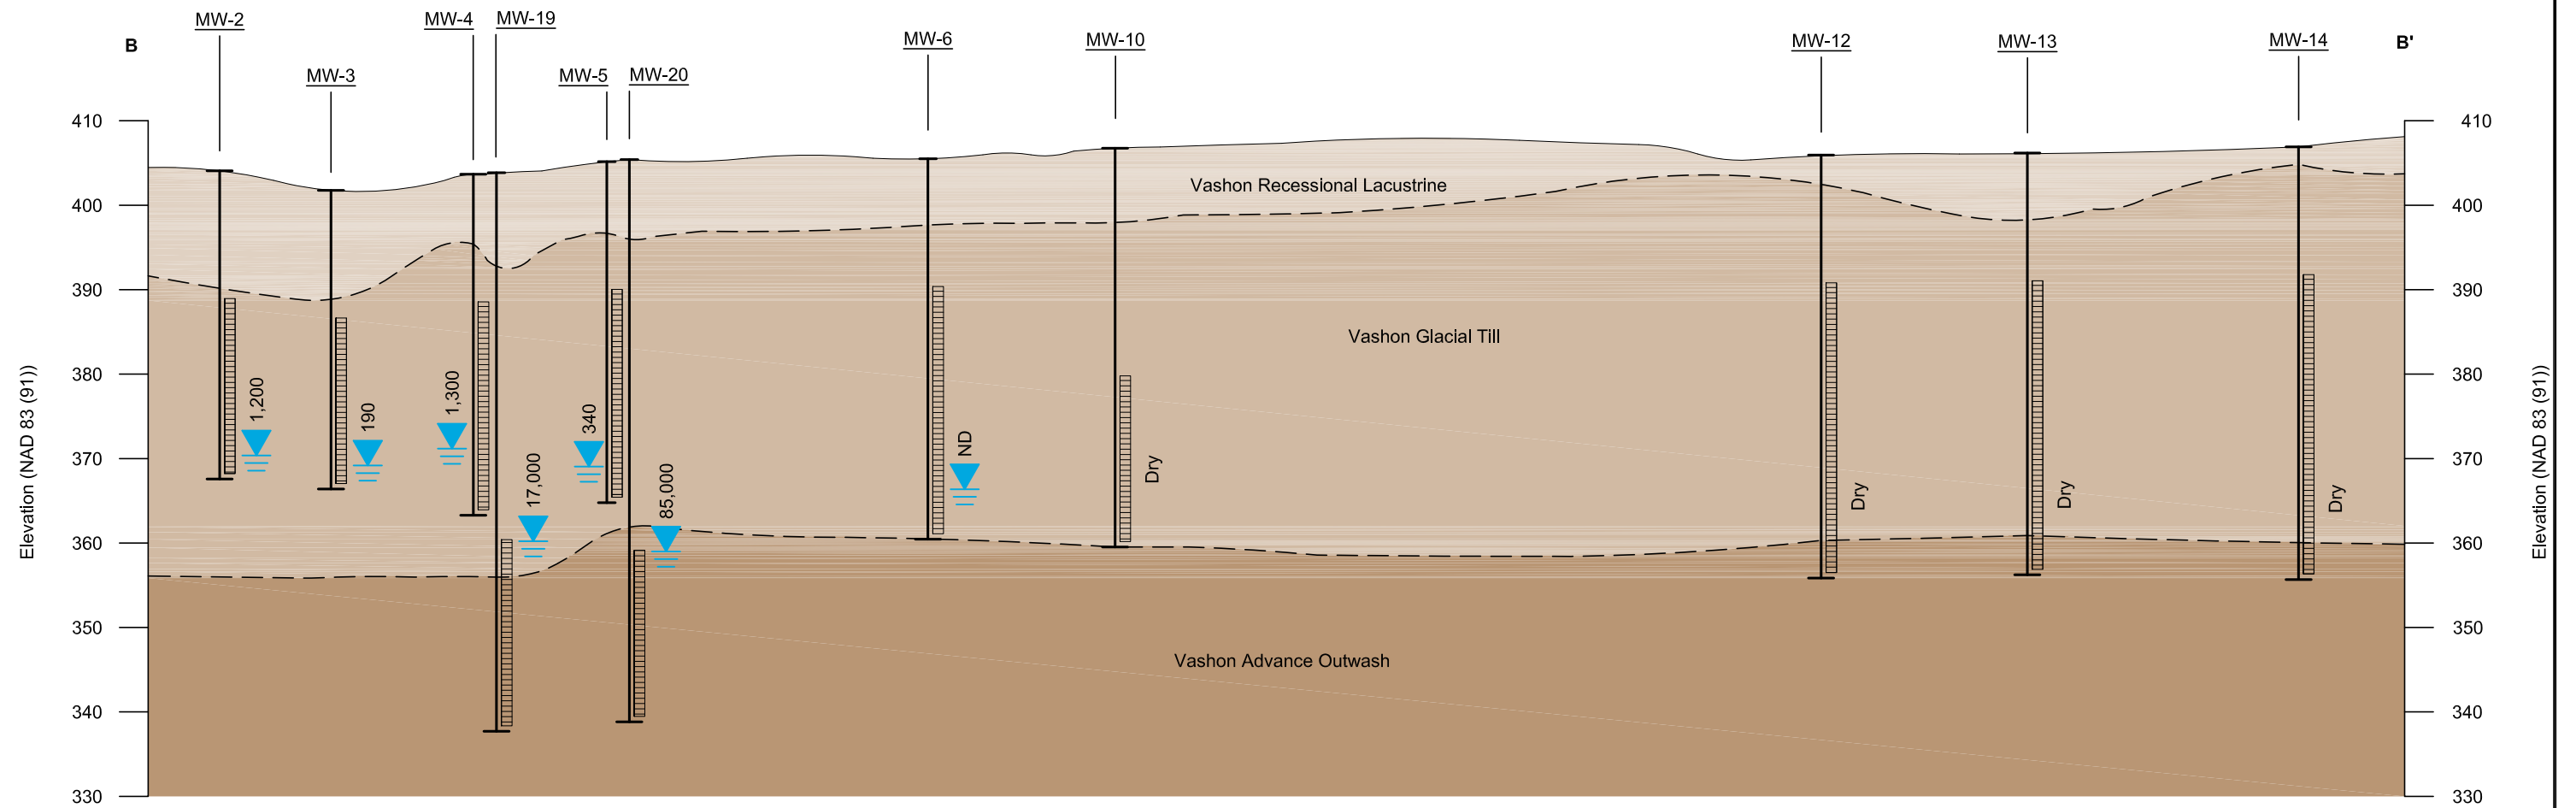 MW-2
MW-4
MW-19
B
MW-6
MW-10
MW-12
MW-13
MW-14
B'
MW-3
MW-5
MW-20
410
410
Vashon Recessional Lacustrine
400
400
390
390
Vashon Glacial Till
380
380
1,200
190
1,300
340
ND
370
370
17,000
85,000
Dry
Dry
Dry
Dry
Elevation (NAD 83 (91))
Elevation (NAD 83 (91))
360
360
350
350
Vashon Advance Outwash
340
340
330
330